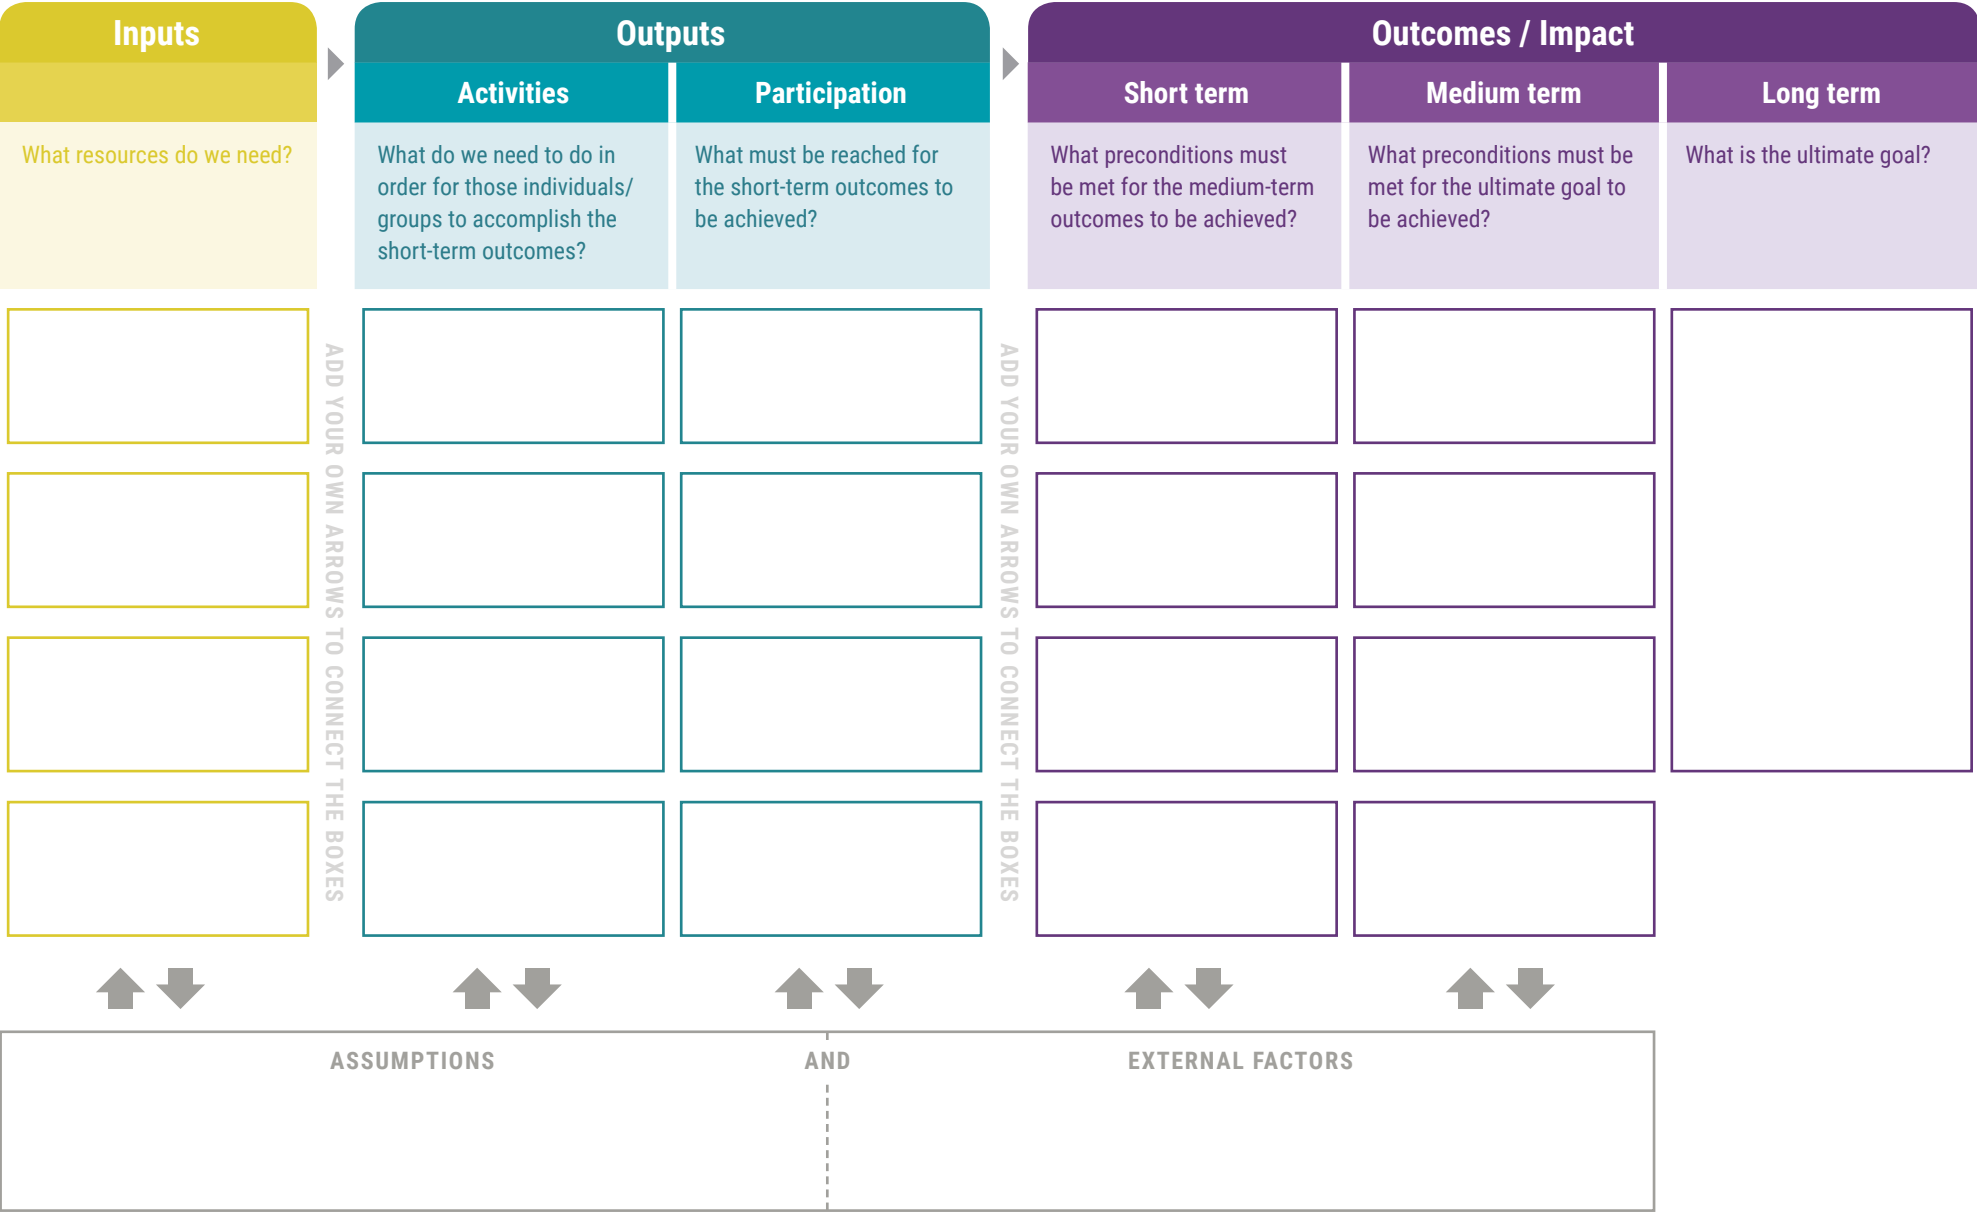 Inputs
What resources do we need?
Outputs
Activities
What do we need to do in
order for those individuals/
groups to accomplish the
short-term outcomes?
Participation
What must be reached for
the short-term outcomes to
be achieved?
Outcomes / Impact
Short term
What preconditions must
be met for the medium-term
outcomes to be achieved?
Medium term
What preconditions must be
met for the ultimate goal to
be achieved?
Long term
What is the ultimate goal?
ADD YOUR OWN ARROWS TO CONNECT THE BOXES
ADD YOUR OWN ARROWS TO CONNECT THE BOXES
ASSUMPTIONS AND EXTERNAL FACTORS